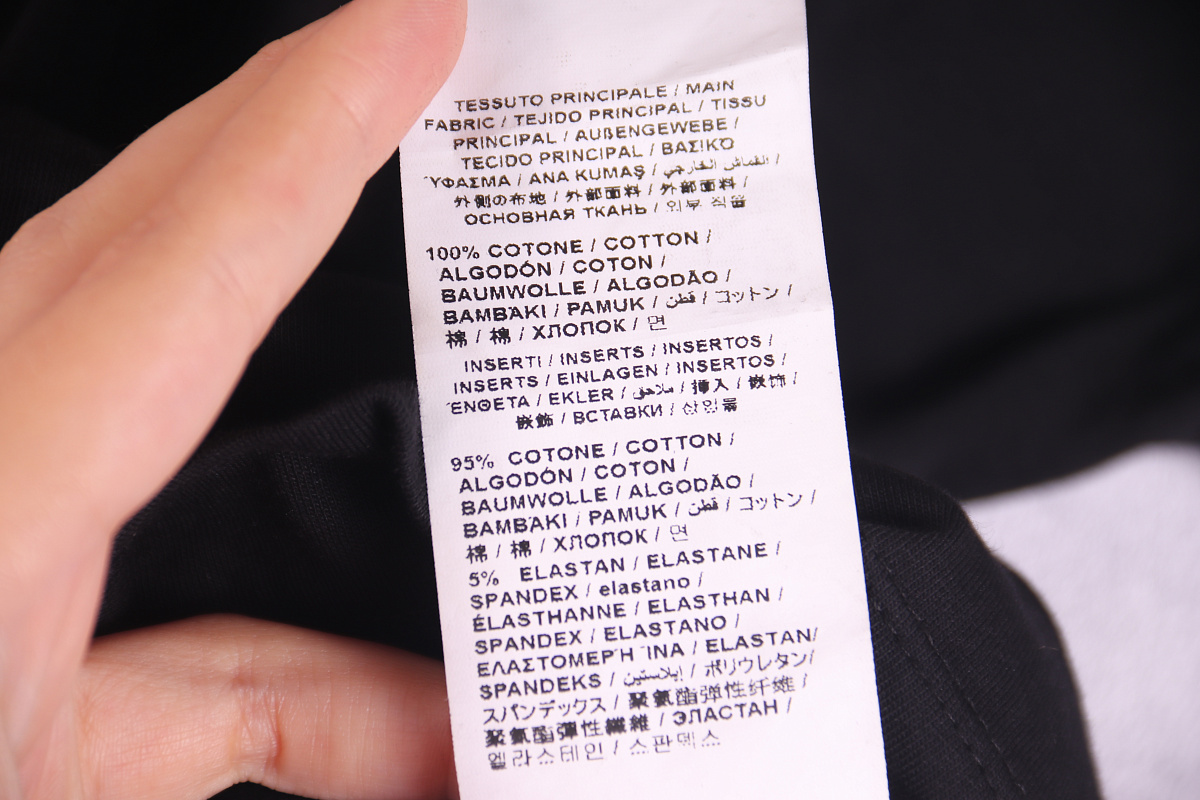 TESSUTO PRINCIPALE / MAIN
FABRIC / TEJIDO PRINCIPAL / TISSU
PRINCIPAL / AUßENGEWEBE /
TECIDO PRINCIPAL / ΒΑΣΙΚΟ
΄ΥΦΑΣΜΑ / ANA KUMAŞ / القماش الخارجي /
外側の布地 / 外部面料 / 外部面料 /
ОСНОВНАЯ ТКАНЬ / 외부 직물
100% COTONE / COTTON /
ALGODÓN / COTON /
BAUMWOLLE / ALGODÃO /
ΒΑΜΒΆΚΙ / PAMUK / قطن / コットン /
棉 / 棉 / ХЛОПОК / 면
INSERTI / INSERTS / INSERTOS /
INSERTS / EINLAGEN / INSERTOS /
΄ΕΝΘΕΤΑ / EKLER / ملاحق / 挿入 / 嵌飾 /
嵌飾 / ВСТАВКИ / 삽입물
95% COTONE / COTTON /
ALGODÓN / COTON /
BAUMWOLLE / ALGODÃO /
ΒΑΜΒΆΚΙ / PAMUK / قطن / コットン /
棉 / 棉 / ХЛОПОК / 면
5% ELASTAN / ELASTANE /
SPANDEX / elastano /
ÉLASTHANNE / ELASTHAN /
SPANDEX / ELASTANO /
ΕΛΑΣΤΟΜΕΡ΄Η ΄ΙΝΑ / ELASTAN/
SPANDEKS / إيلاستين / ポリウレタン/
スパンデックス / 聚氨酯弹性纤维 /
聚氨酯彈性纖維 / ЭЛАСТАН /
엘라스테인 / 스판덱스